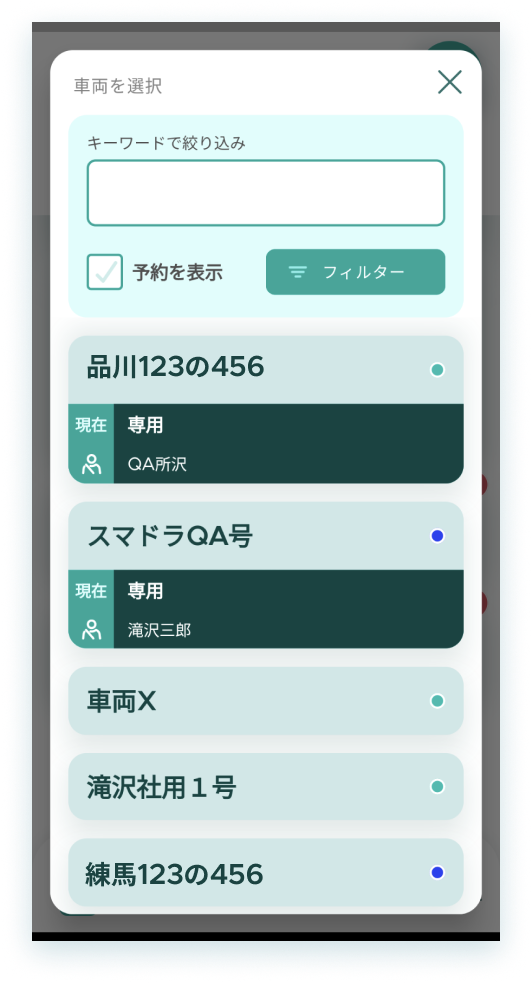 車両を選択
キーワードで絞り込み
予約を表示
フィルター
品川123の456
現在
専用
QA所沢
スマドラQA号
現在
専用
滝沢三郎
車両X
滝沢社用１号
練馬123の456